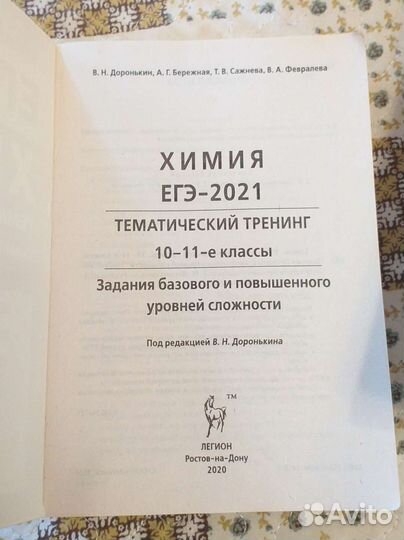 В. Н. Доронькин, А. Г. Бережная, Т. В. Сажнева, В. А. Февралева
ХИМИЯ
ЕГЭ-2021
ТЕМАТИЧЕСКИЙ ТРЕНИНГ
10–11-е классы
Задания базового и повышенного
уровней сложности
Под редакцией В. Н. Доронькина
TM
ЛЕГИОН
Ростов-на-Дону
2020
Avito